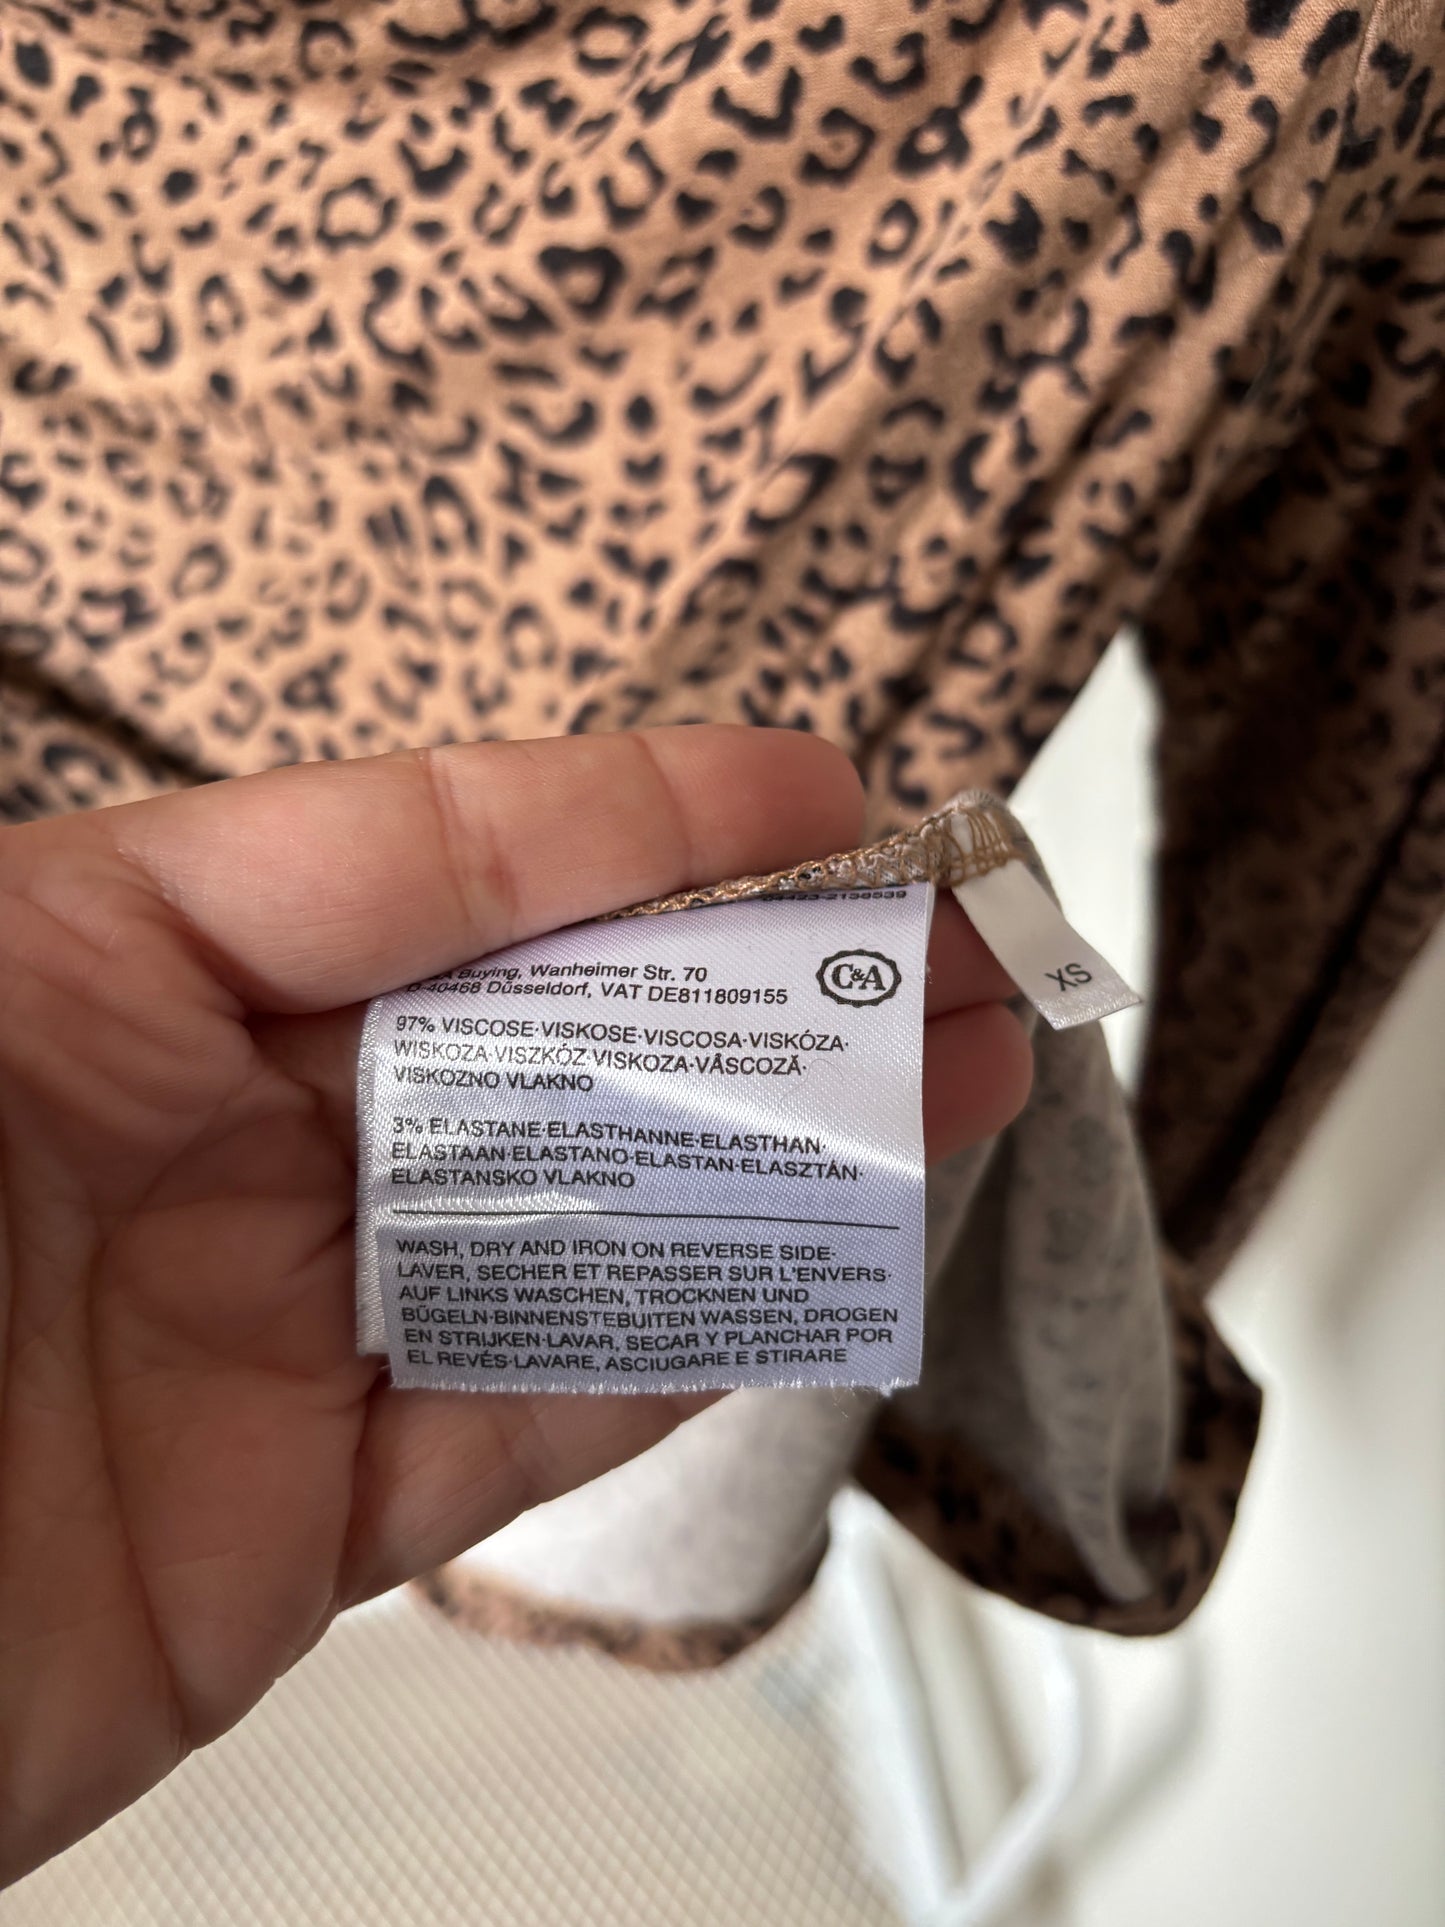 Buying, Wanheimer Str. 70
D-40468 Düsseldorf, VAT DE811809155
C&A
XS
97% VISCOSE·VISKOSE·VISCOSA·VISKÓZA·
WISKOZA·VISZKÓZ·VISKOZA·VÂSCOZĂ·
VISKOZNO VLAKNO
3% ELASTANE·ELASTHANNE·ELASTHAN·
ELASTAAN·ELASTANO·ELASTAN·ELASZTÁN·
ELASTANSKO VLAKNO
WASH, DRY AND IRON ON REVERSE SIDE·
LAVER, SECHER ET REPASSER SUR L'ENVERS·
AUF LINKS WASCHEN, TROCKNEN UND
BÜGELN·BINNENSTEBUITEN WASSEN, DROGEN
EN STRIJKEN·LAVAR, SECAR Y PLANCHAR POR
EL REVÉS·LAVARE, ASCIUGARE E STIRARE